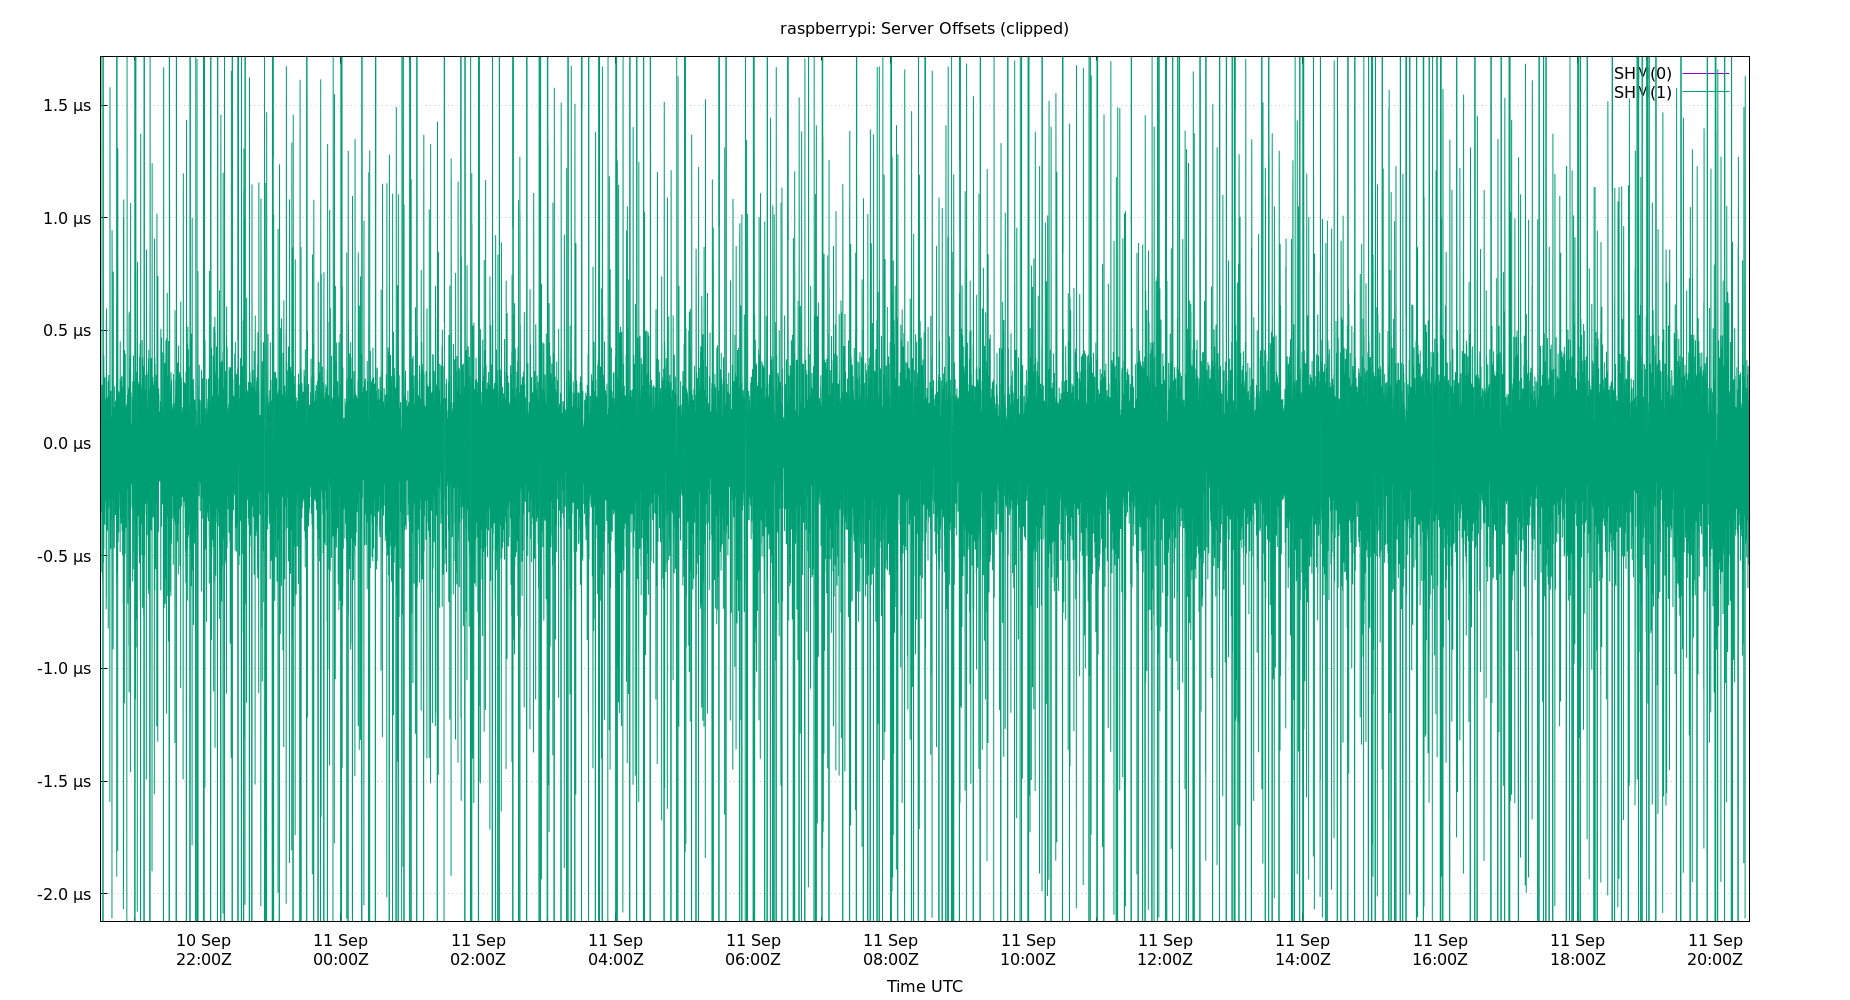 raspberrypi: Server Offsets (clipped)
SHM(0)
SHM(1)
1.5 µs
1.0 µs
0.5 µs
0.0 µs
-0.5 µs
-1.0 µs
-1.5 µs
-2.0 µs
10 Sep 11 Sep 11 Sep 11 Sep 11 Sep 11 Sep 11 Sep 11 Sep 11 Sep 11 Sep 11 Sep 11 Sep
22:00Z 00:00Z 02:00Z 04:00Z 06:00Z 08:00Z 10:00Z 12:00Z 14:00Z 16:00Z 18:00Z 20:00Z
Time UTC